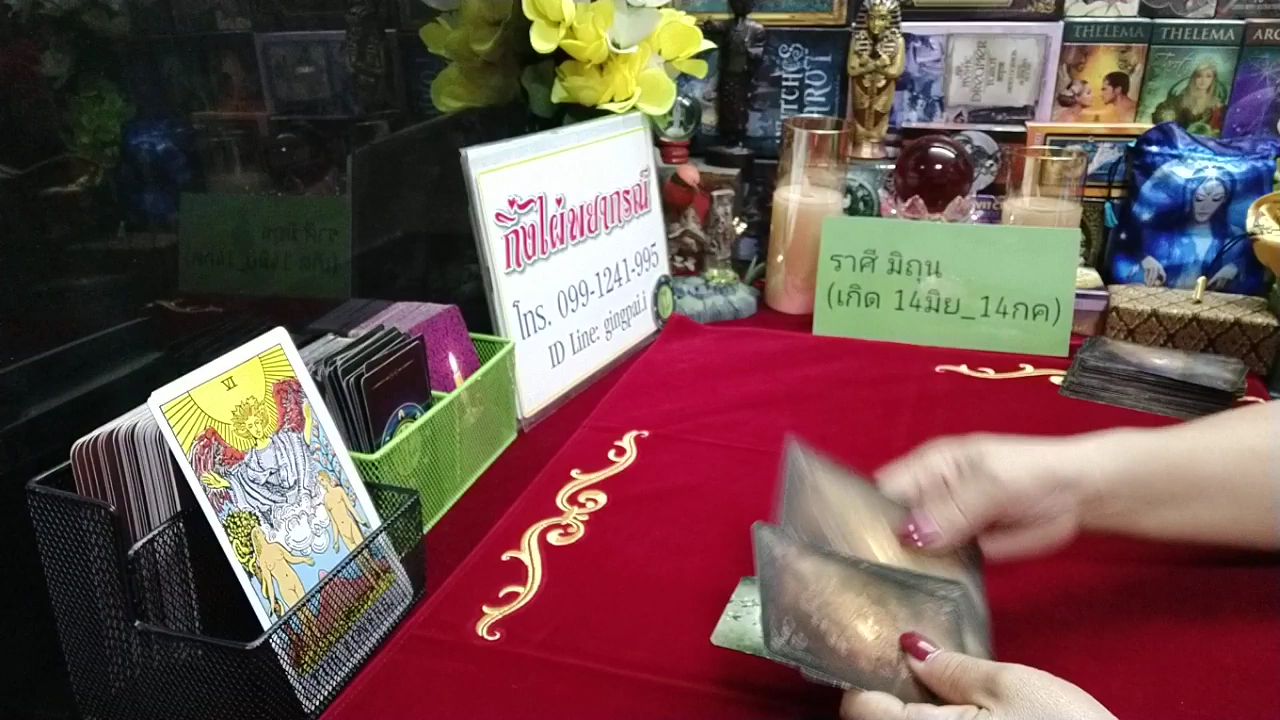 THELEMA
THELEMA
WITCHES
TAROT
VI
กิ่งไผ่พยากรณ์
โทร. 099-1241-995
ID Line: gingpai.i
ราศี มิถุน
(เกิด 14มิย_14กค)